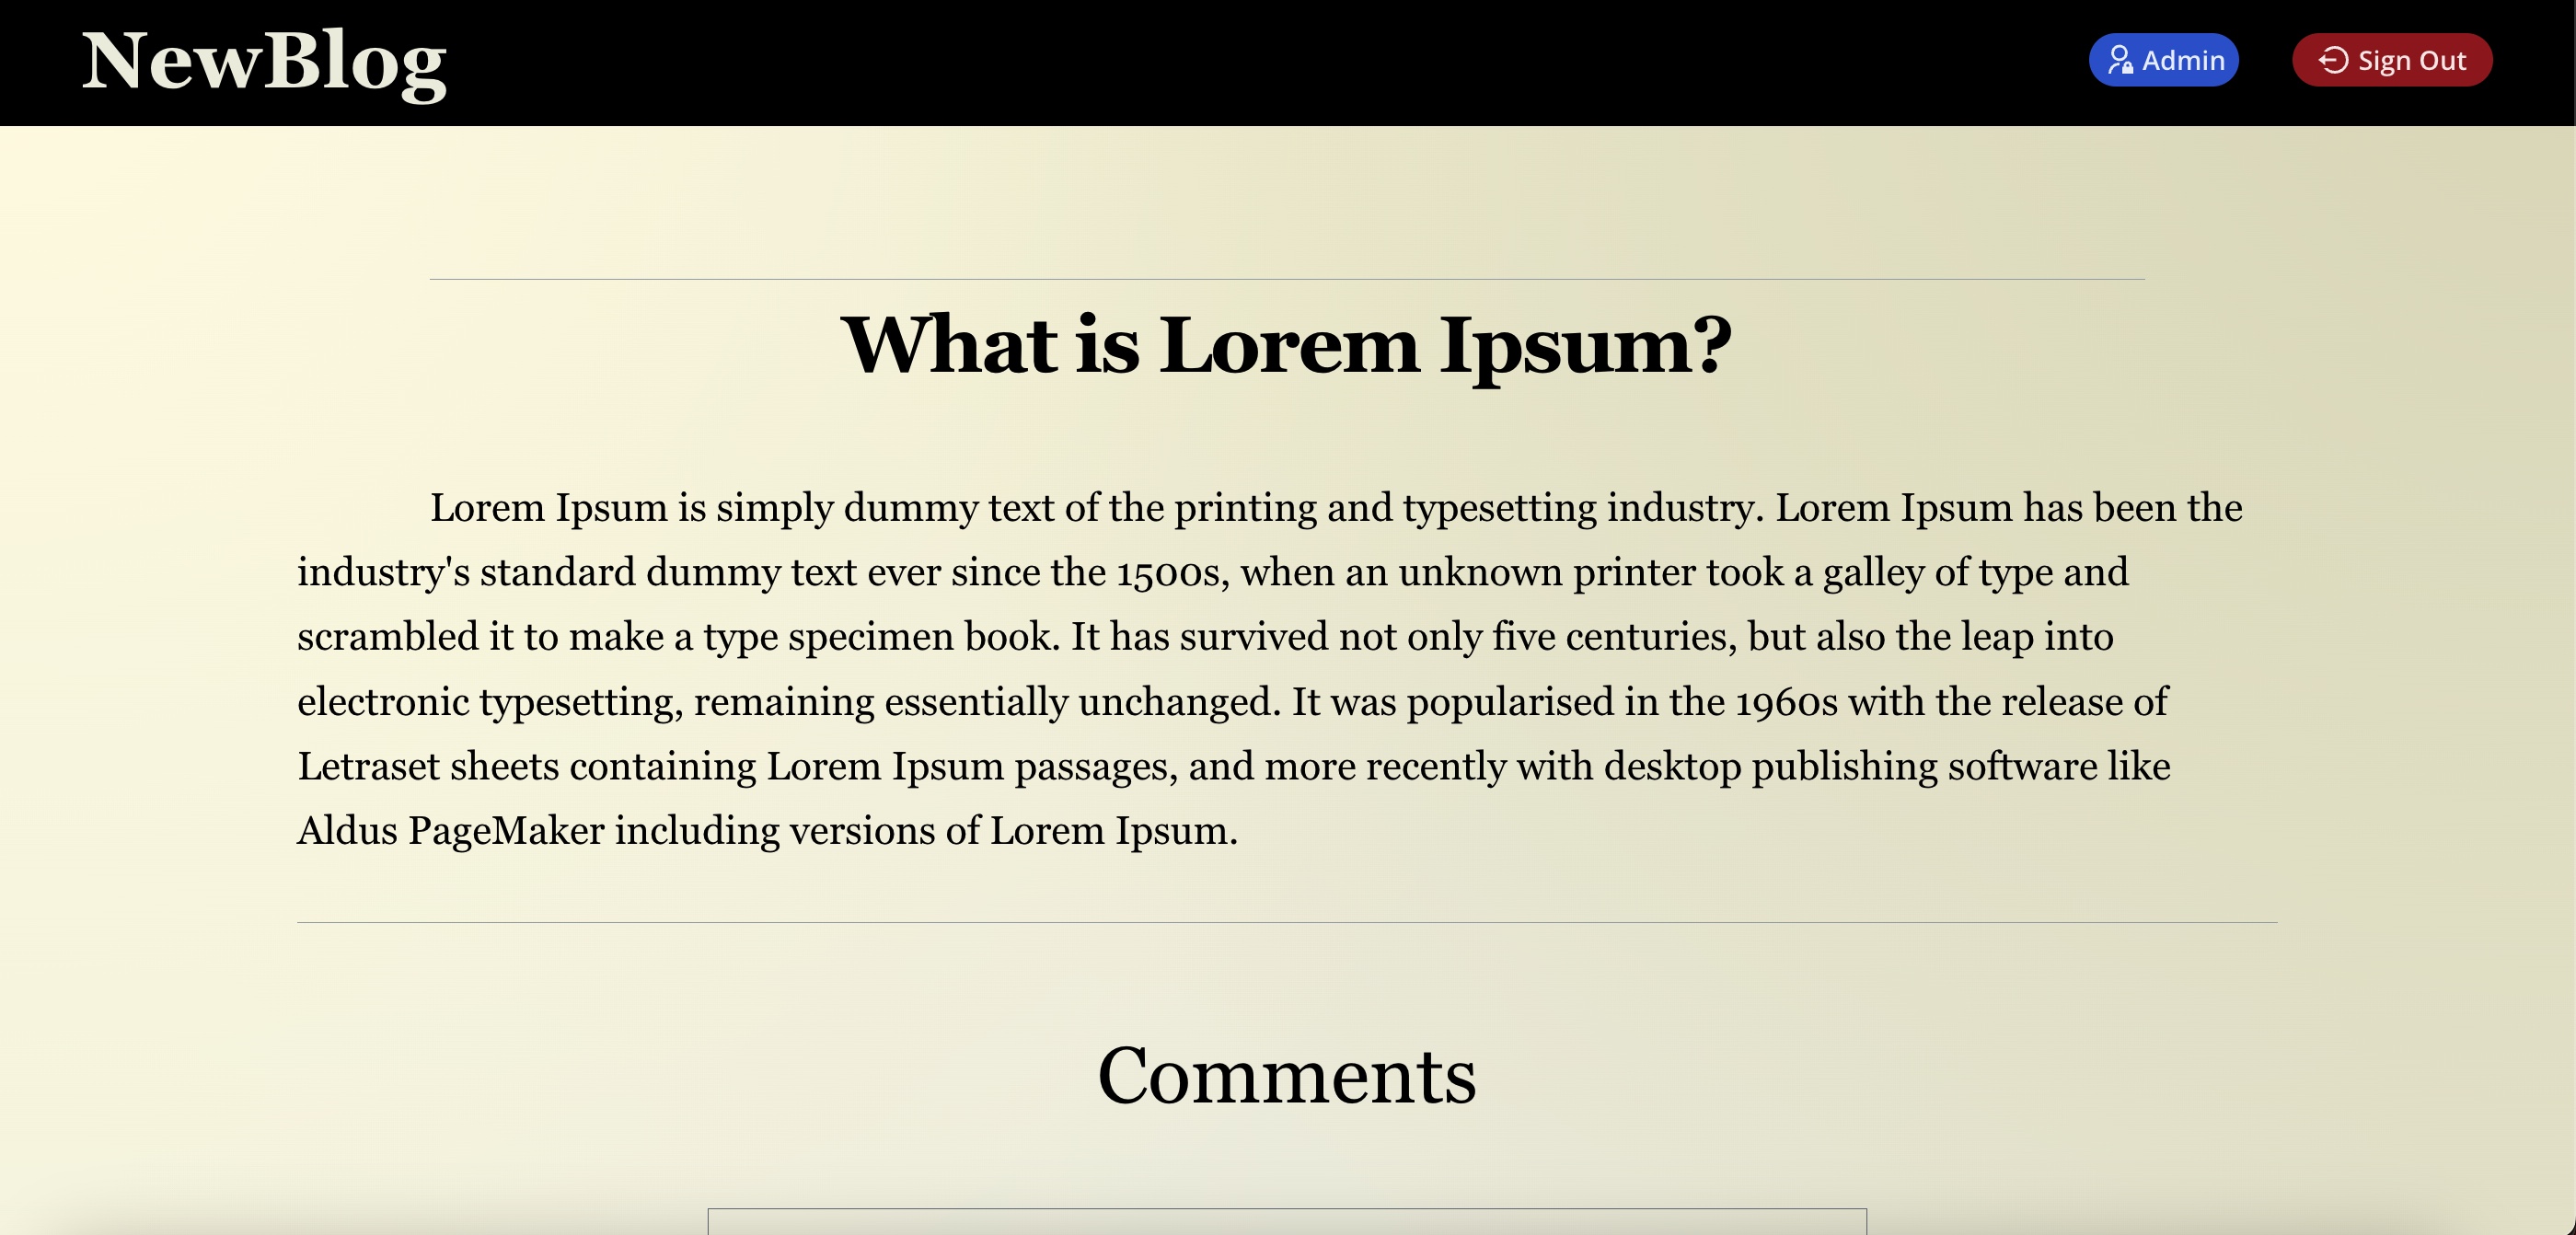 NewBlog
Admin
Sign Out
What is Lorem Ipsum?
Lorem Ipsum is simply dummy text of the printing and typesetting industry. Lorem Ipsum has been the
industry's standard dummy text ever since the 1500s, when an unknown printer took a galley of type and
scrambled it to make a type specimen book. It has survived not only five centuries, but also the leap into
electronic typesetting, remaining essentially unchanged. It was popularised in the 1960s with the release of
Letraset sheets containing Lorem Ipsum passages, and more recently with desktop publishing software like
Aldus PageMaker including versions of Lorem Ipsum.
Comments